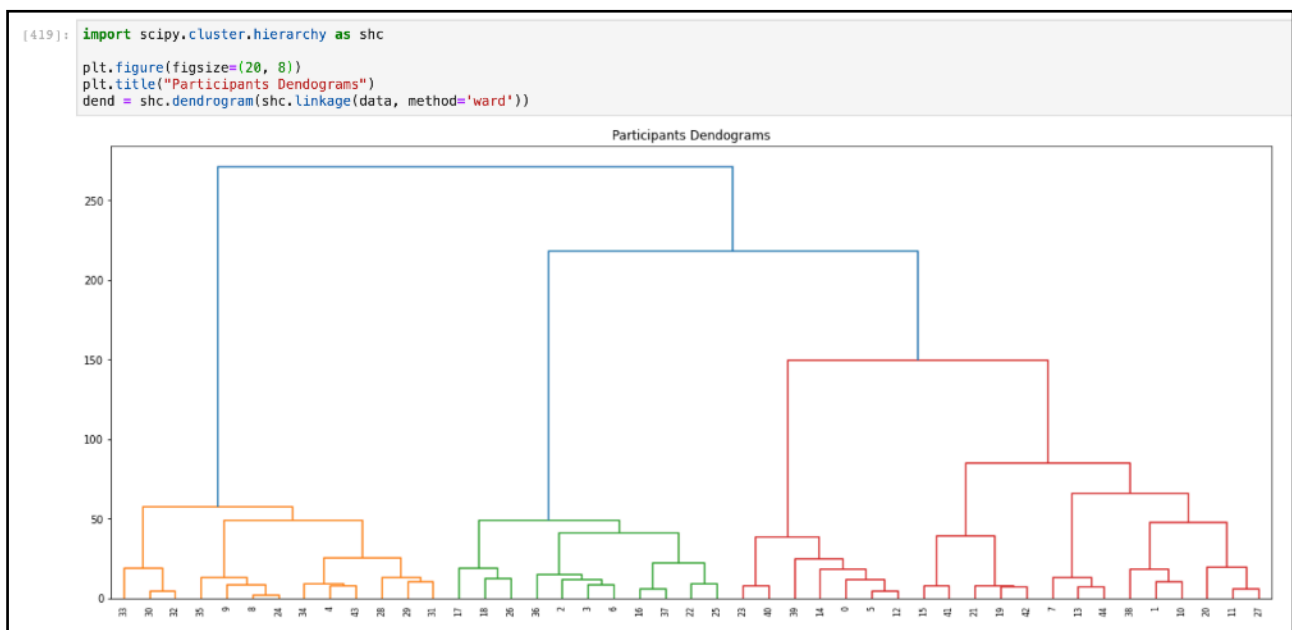 [419]: import scipy.cluster.hierarchy as shc
plt.figure(figsize=(20, 8))
plt.title("Participants Dendograms")
dend = shc.dendrogram(shc.linkage(data, method='ward'))
Participants Dendograms
250
200
150
100
50
0
33 30 32 35 9 8 24 34 4 43 28 29 31 17 18 26 36 2 3 6 16 37 22 25 23 40 39 14 0 5 12 15 41 21 19 42 7 13 44 38 1 10 20 11 27